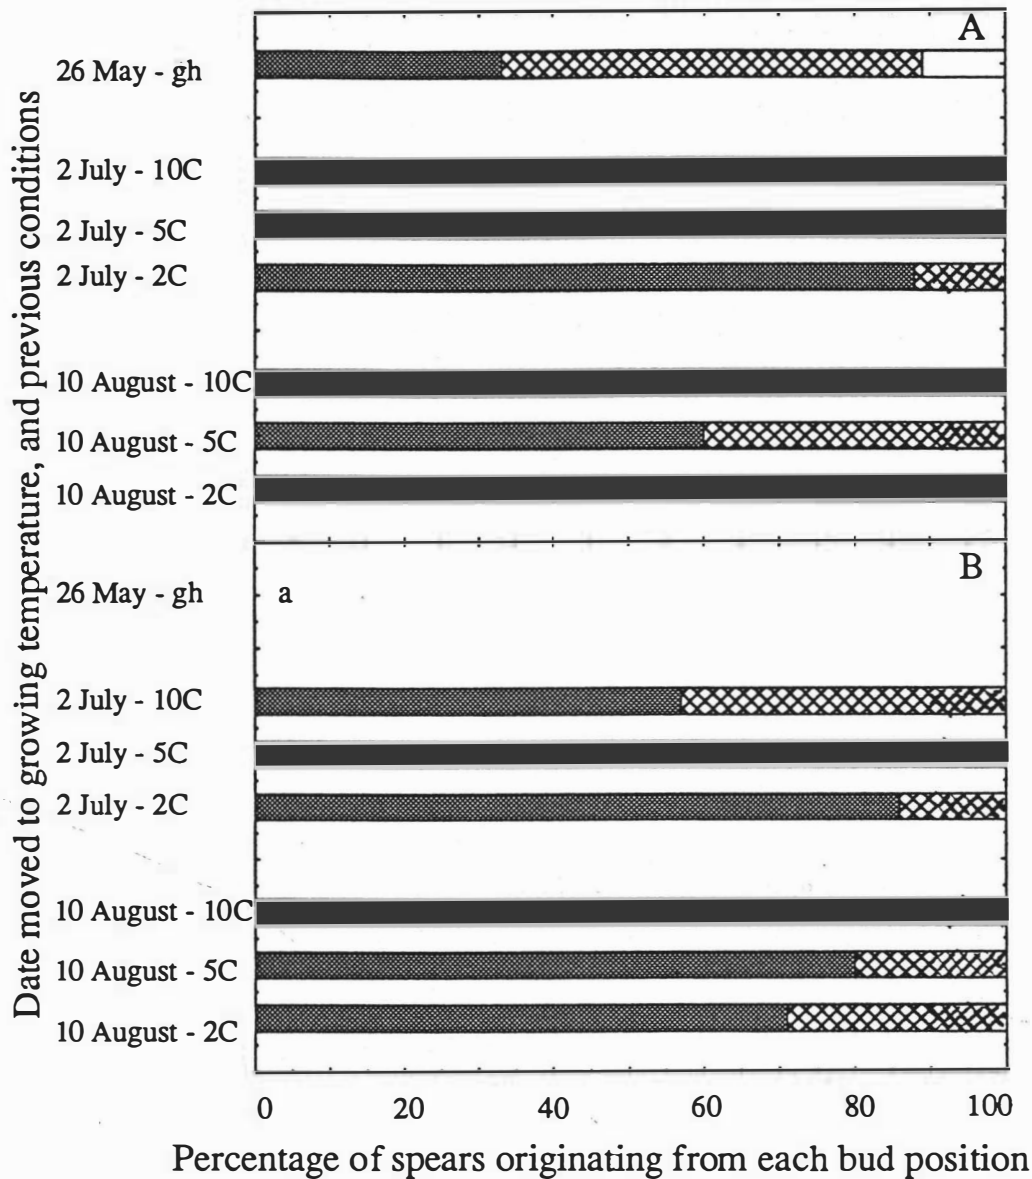 Date moved to growing temperature, and previous conditions
A
26 May - gh
2 July - 10C
2 July - 5C
2 July - 2C
10 August - 10C
10 August - 5C
10 August - 2C
B
26 May - gh
a
2 July - 10C
2 July - 5C
2 July - 2C
10 August - 10C
10 August - 5C
10 August - 2C
0 20 40 60 80 100
Percentage of spears originating from each bud position